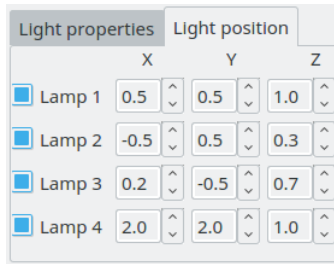 Light properties Light position
X Y Z
Lamp 1 0.5 0.5 1.0
Lamp 2 -0.5 0.5 0.3
Lamp 3 0.2 -0.5 0.7
Lamp 4 2.0 2.0 1.0